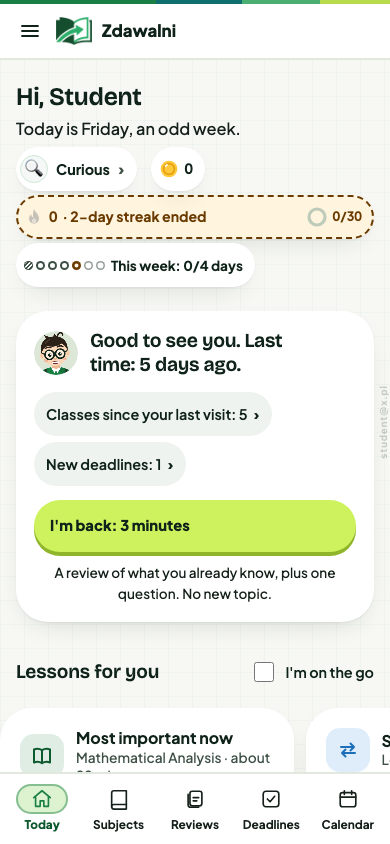 Zdawalni
Hi, Student
Today is Friday, an odd week.
Curious ›
0
0 · 2-day streak ended
0/30
This week: 0/4 days
Good to see you. Last
time: 5 days ago.
Classes since your last visit: 5 ›
New deadlines: 1 ›
I'm back: 3 minutes
A review of what you already know, plus one
question. No new topic.
student@x.pl
Lessons for you
I'm on the go
Most important now
Mathematical Analysis · about
Today
Subjects
Reviews
Deadlines
Calendar